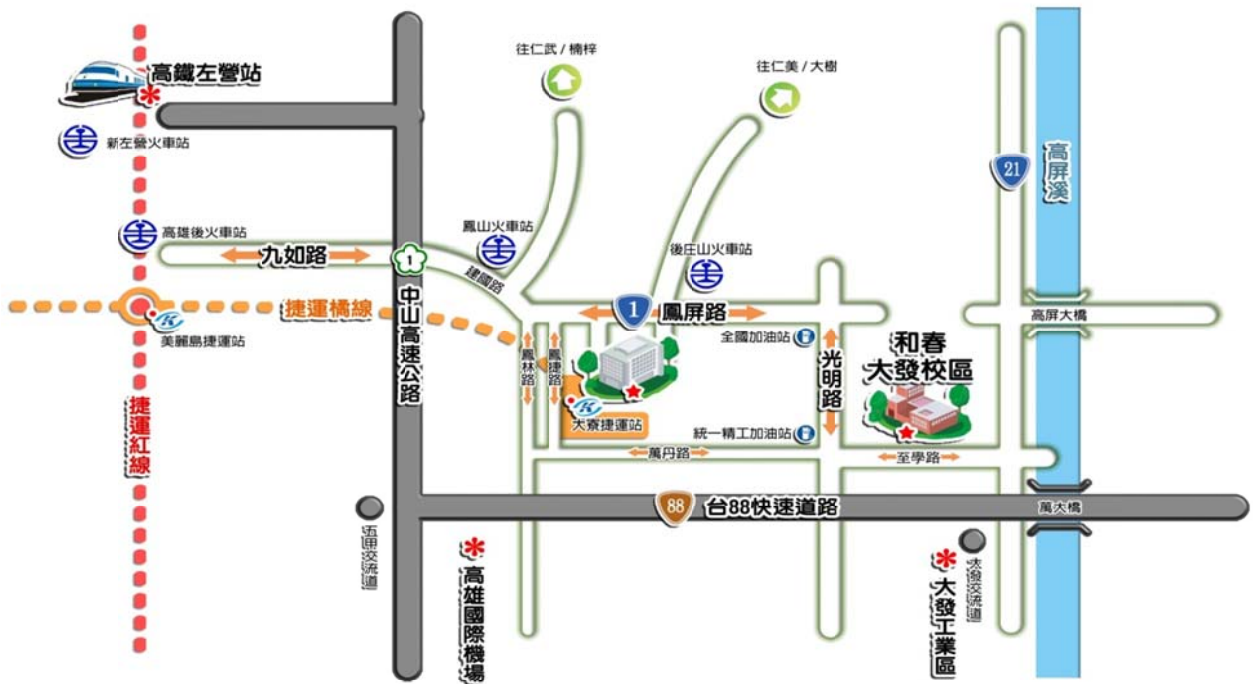 往仁武 / 楠梓
往仁美 / 大樹
高鐵左營站
新左營火車站
21
高屏溪
高雄後火車站
鳳山火車站
後庄山火車站
九如路
1
建國路
中山高速公路
捷運橘線
1
鳳屏路
高屏大橋
美麗島捷運站
全國加油站
和春
大發校區
鳳林路
鳳捷路
光明路
大寮捷運站
捷運紅線
統一精工加油站
萬丹路
至學路
88
台88快速道路
萬大橋
五甲交流道
高雄國際機場
大發工業區
大發交流道